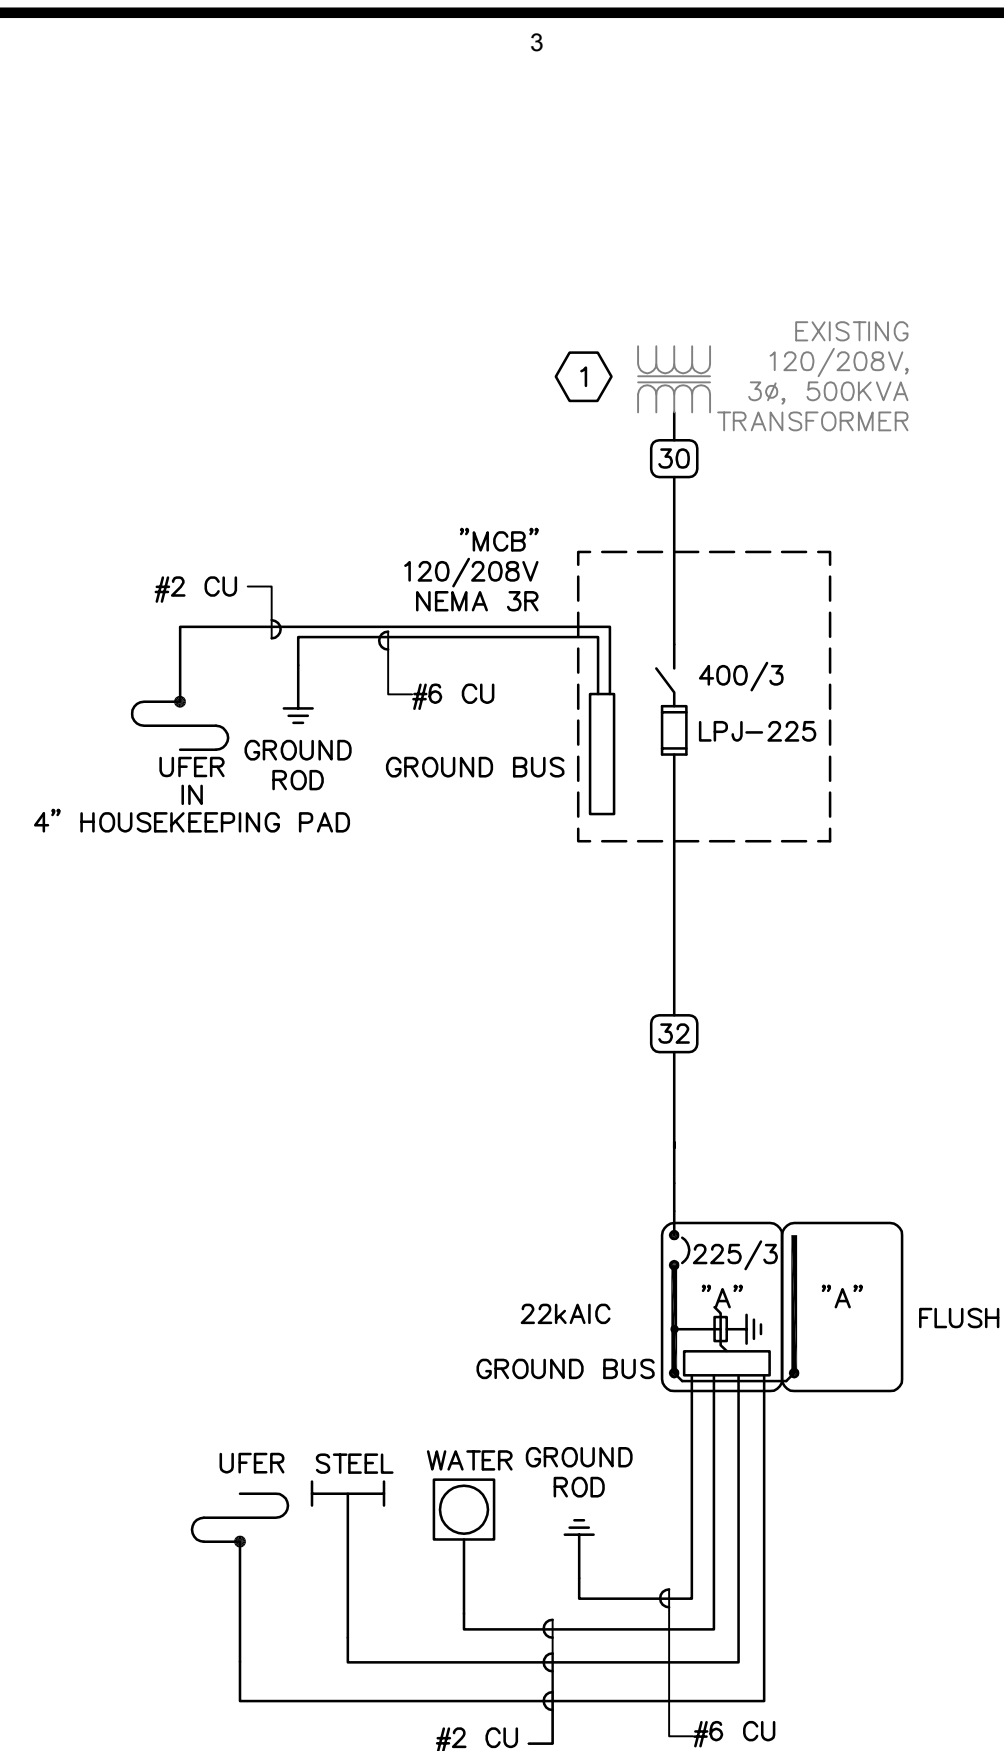 3
EXISTING
120/208V,
3ø, 500KVA
TRANSFORMER
1
30
"MCB"
120/208V
NEMA 3R
#2 CU
#6 CU
400/3
LPJ-225
GROUND
ROD
GROUND BUS
UFER
IN
4" HOUSEKEEPING PAD
32
225/3
"A"
"A"
22kAIC
FLUSH
GROUND BUS
UFER
STEEL
WATER
GROUND
ROD
#2 CU
#6 CU